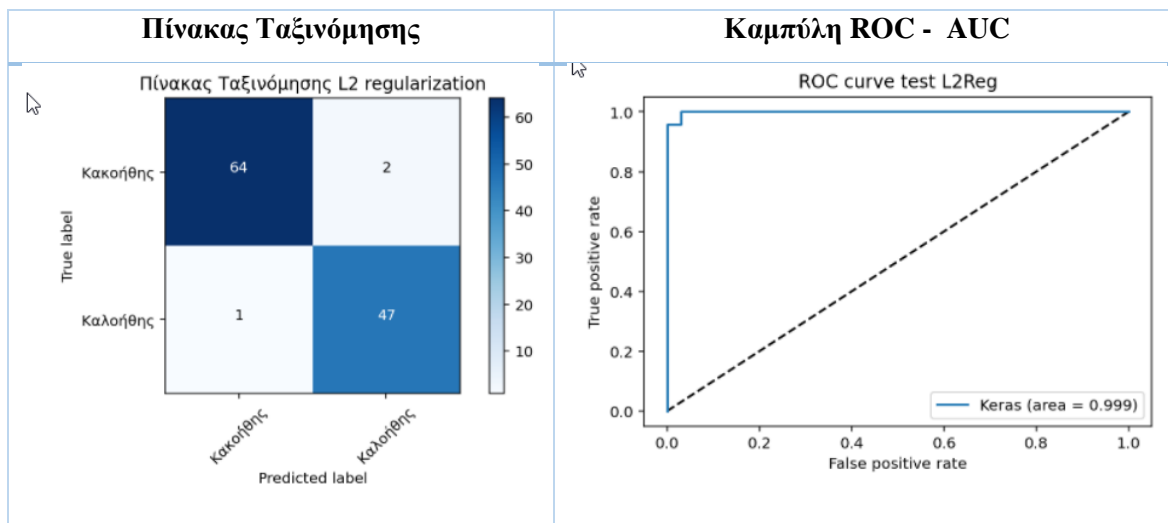 Πίνακας Ταξινόμησης
Καμπύλη ROC - AUC
Πίνακας Ταξινόμησης L2 regularization
Κακοήθης
Καλοήθης
True label
64
2
1
47
Κακοήθης
Καλοήθης
Predicted label
60
50
40
30
20
10
ROC curve test L2Reg
True positive rate
1.0
0.8
0.6
0.4
0.2
0.0
Keras (area = 0.999)
0.0 0.2 0.4 0.6 0.8 1.0
False positive rate